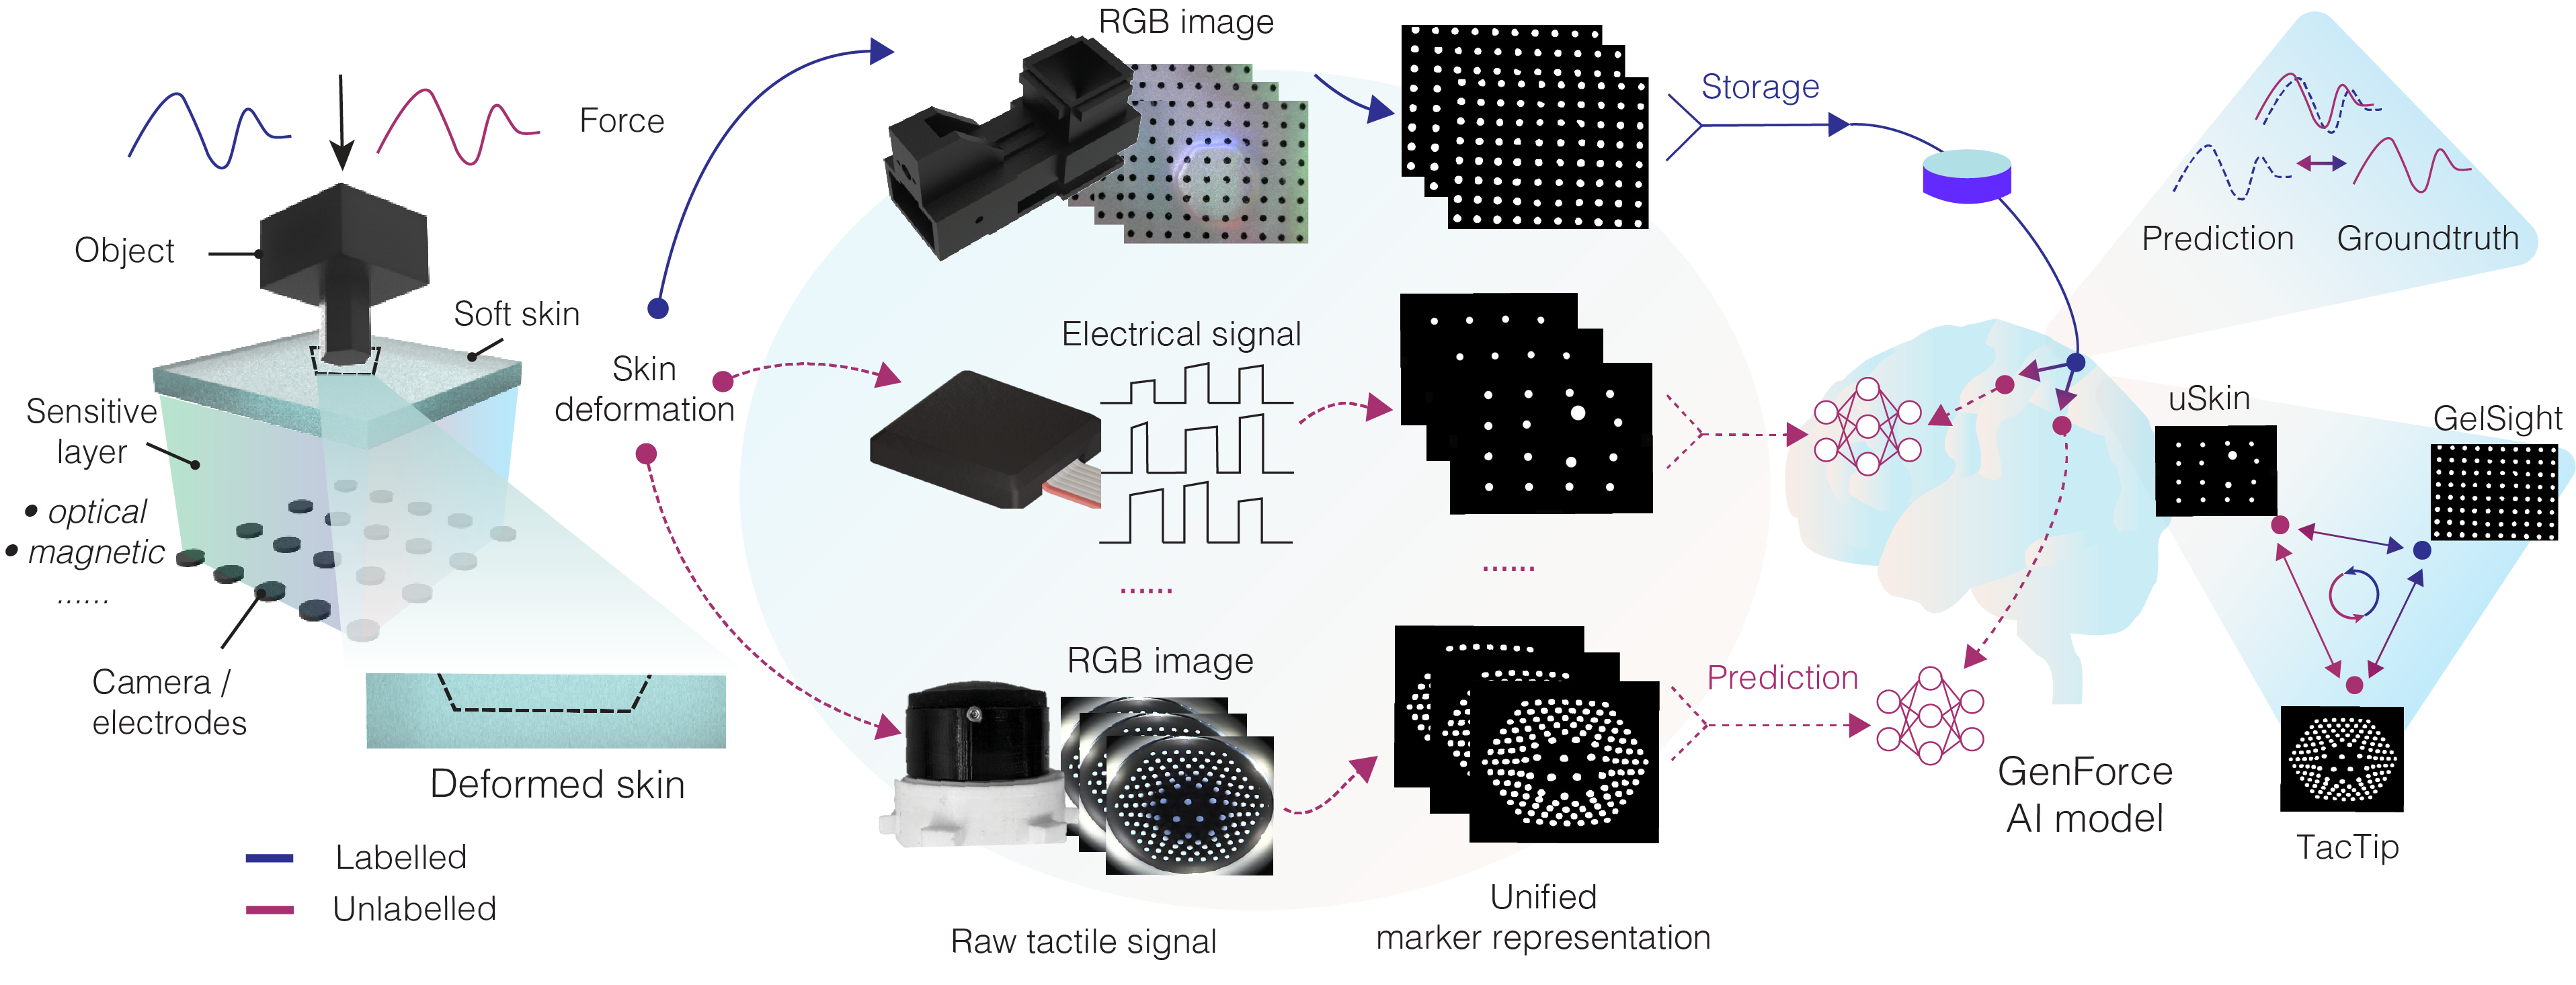 Force
Object
Soft skin
Sensitive
layer
• optical
• magnetic
......
Camera /
electrodes
Deformed skin
Labelled
Unlabelled
Skin
deformation
RGB image
Electrical signal
......
RGB image
Raw tactile signal
......
Unified
marker representation
Storage
Prediction
GenForce
AI model
Prediction
Groundtruth
uSkin
GelSight
TacTip